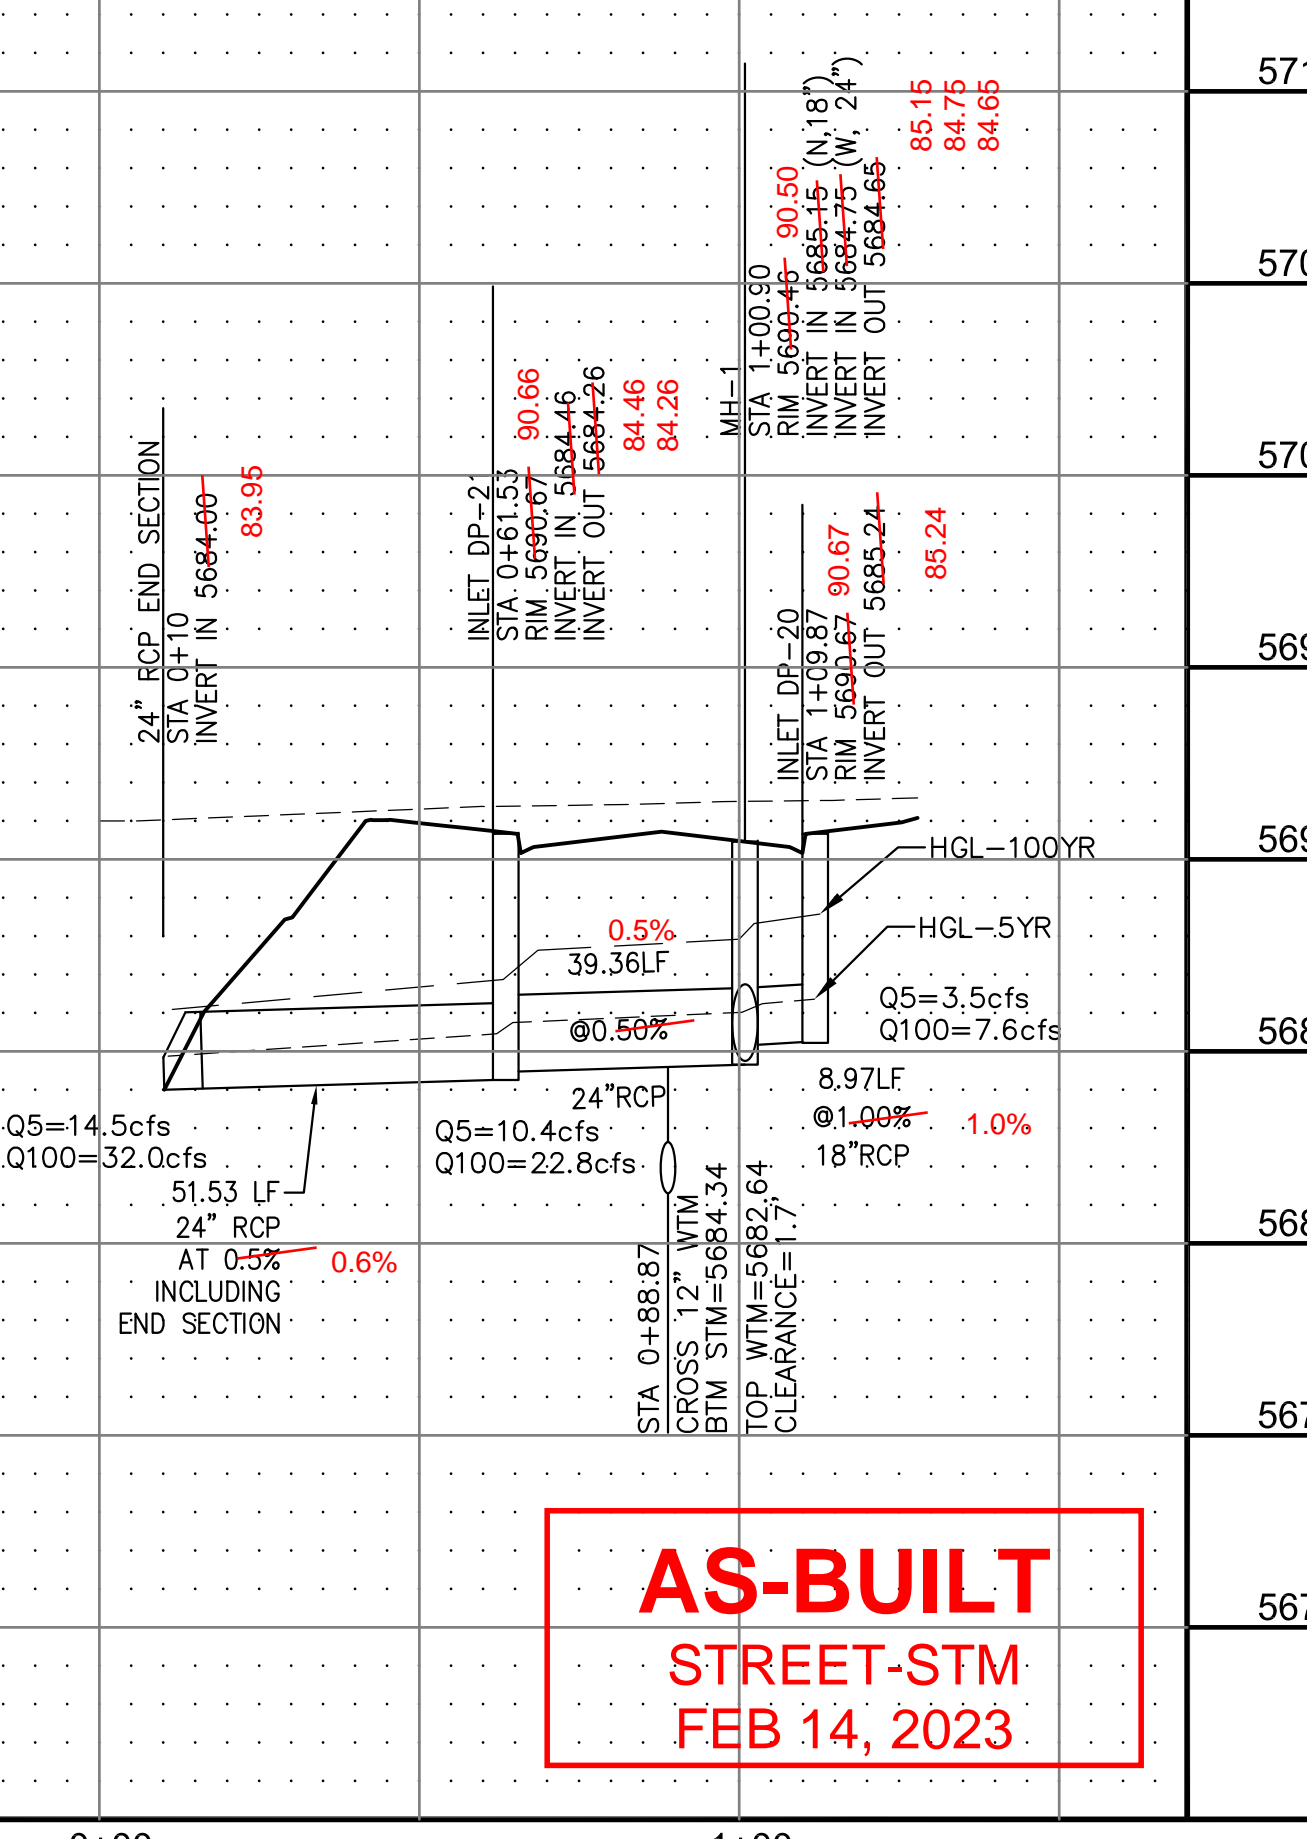 24” RCP END SECTION
STA 0+10
INVERT IN 5684.00
83.95
INLET DP-21
STA 0+61.53
RIM 5690.67 90.66
INVERT IN 5684.46
INVERT OUT 5684.26
84.46
84.26
MH-1
STA 1+00.90
RIM 5690.46 90.50
INVERT IN 5685.15 (N,18”)
INVERT IN 5684.75 (W, 24”)
INVERT OUT 5684.65
85.15
84.75
84.65
INLET DP-20
STA 1+09.87
RIM 5690.67 90.67
INVERT OUT 5685.24
85.24
HGL-100YR
HGL-5YR
0.5%
39.36LF
@0.50%
24”RCP
Q5=3.5cfs
Q100=7.6cfs
8.97LF
@1.00% 1.0%
18”RCP
Q5=14.5cfs
Q100=32.0cfs
Q5=10.4cfs
Q100=22.8cfs
51.53 LF
24” RCP
AT 0.5% 0.6%
INCLUDING
END SECTION
STA 0+88.87
CROSS 12” WTM
BTM STM=5684.34
TOP WTM=5682.64
CLEARANCE=1.7'
AS-BUILT
STREET-STM
FEB 14, 2023